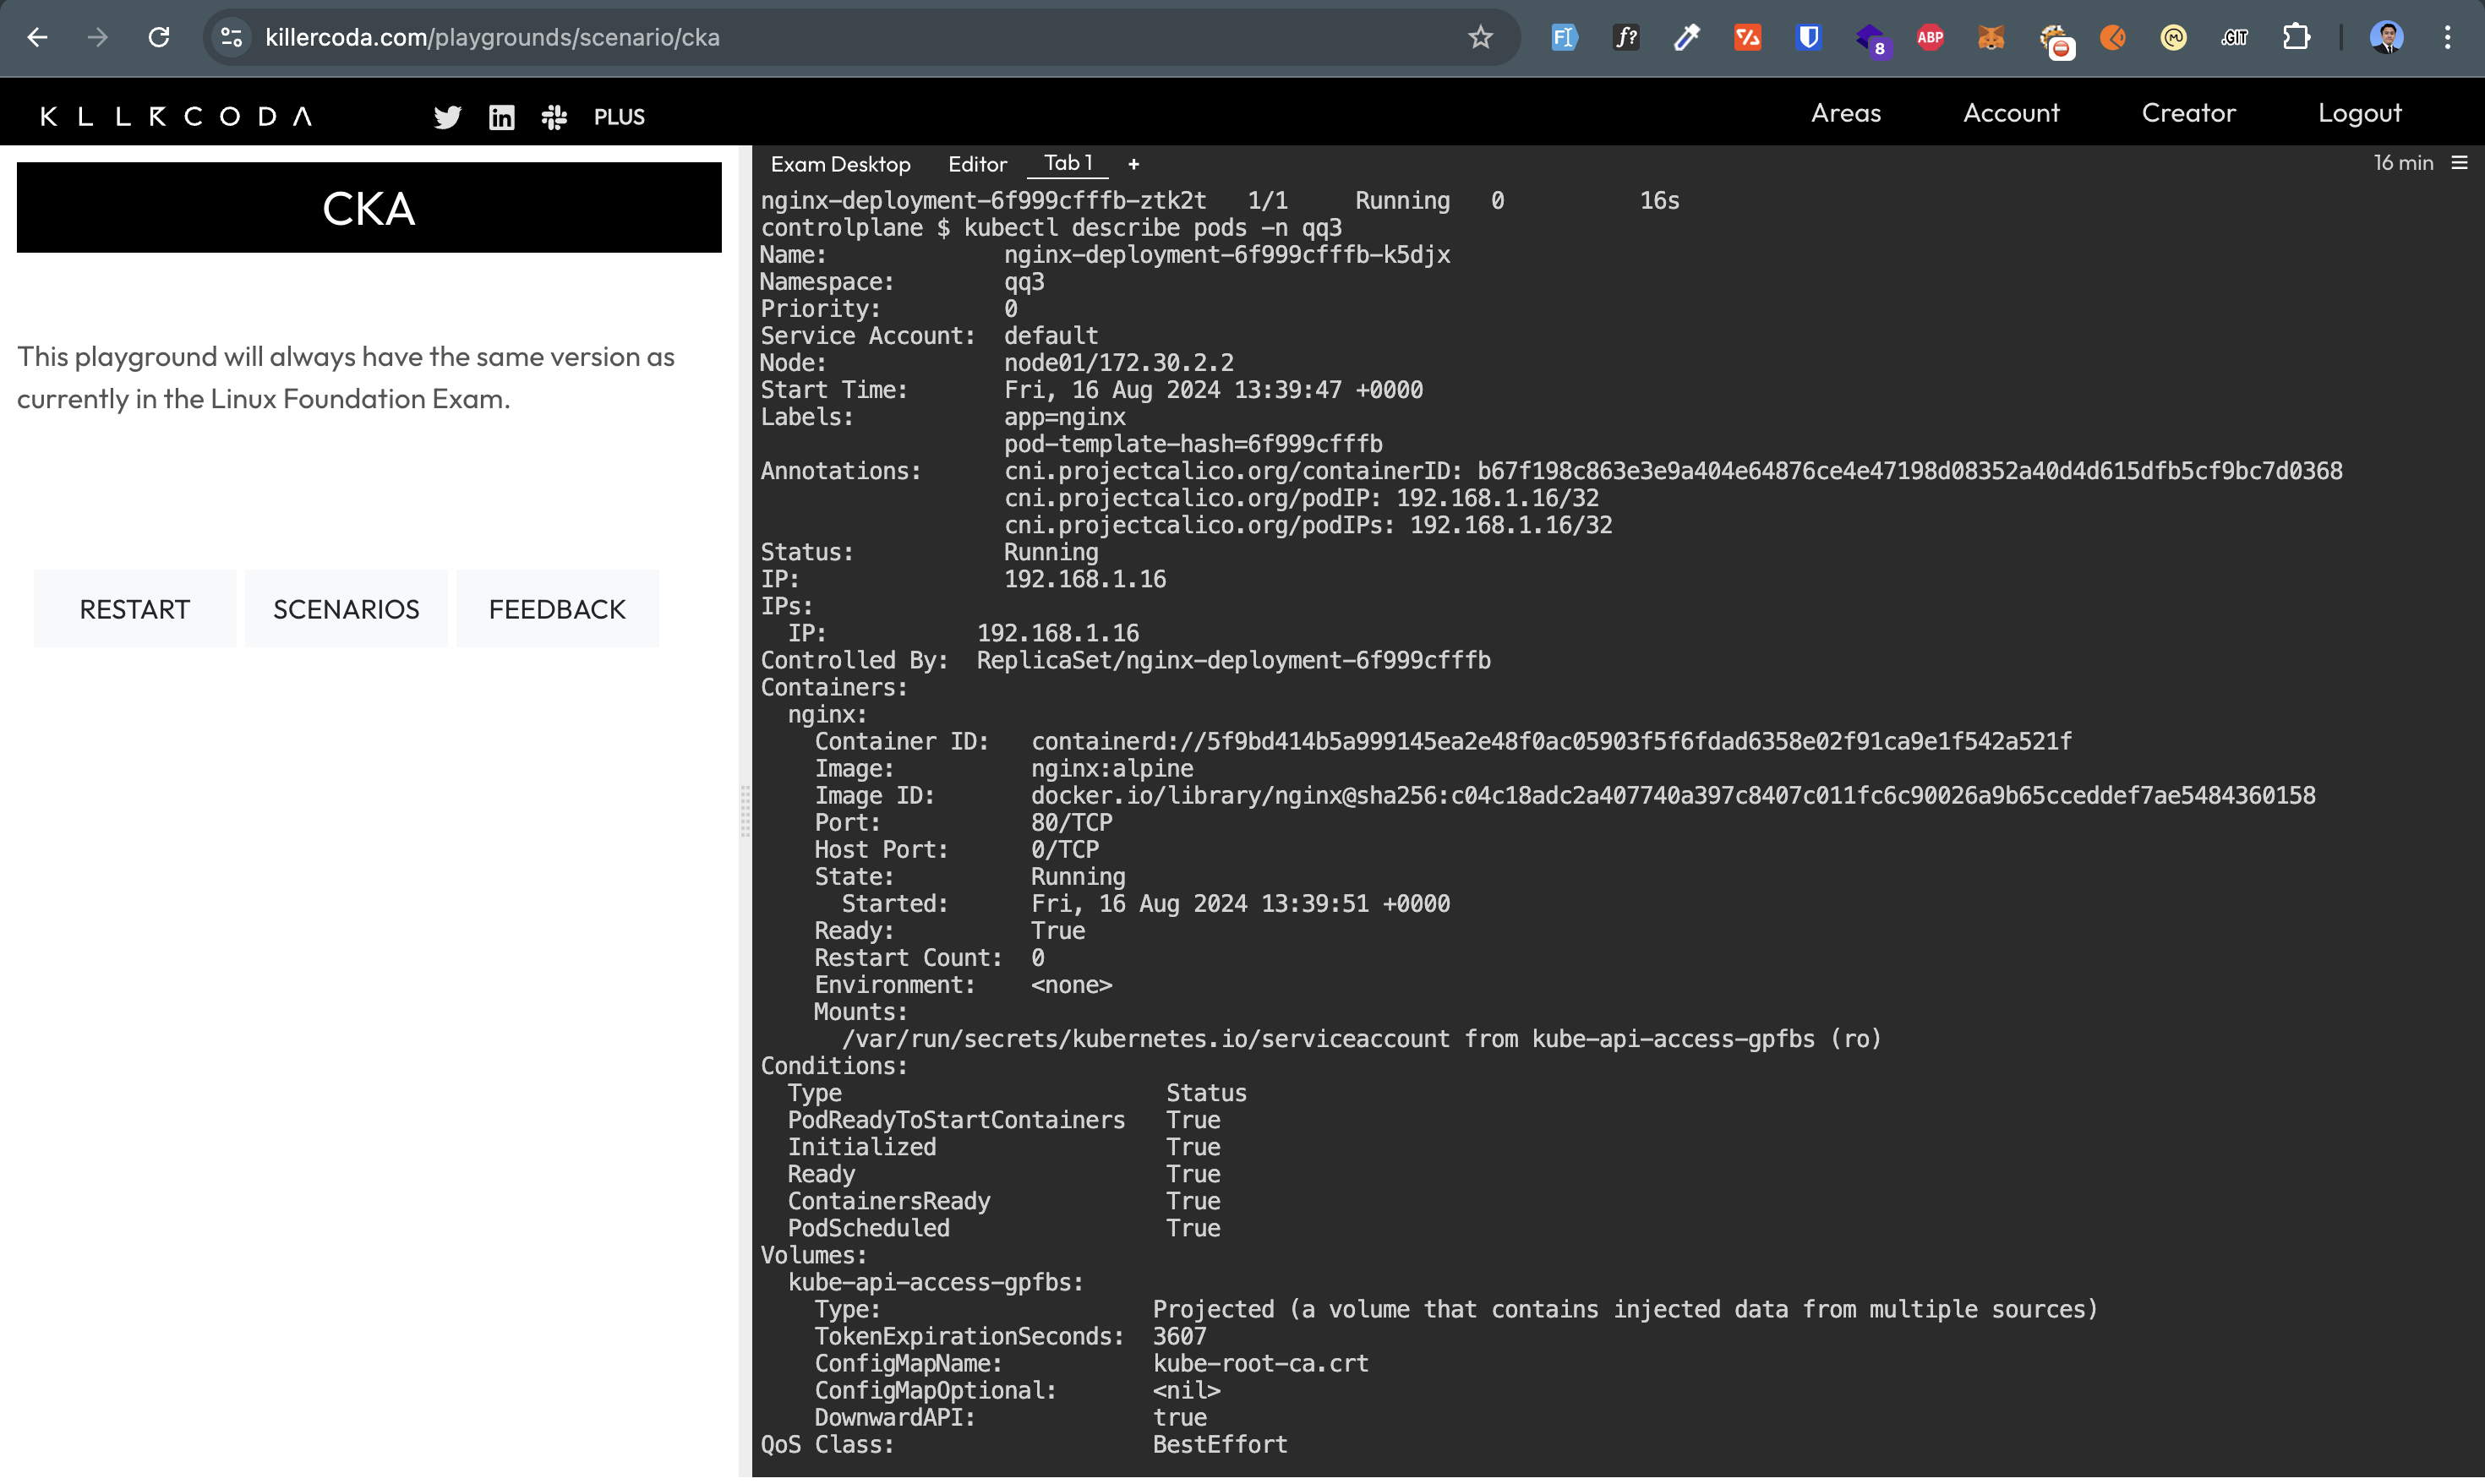 killercoda.com/playgrounds/scenario/cka
F
f?
8
ABP
.GIT
KLLRCODA
in
PLUS
Areas
Account
Creator
Logout
CKA
This playground will always have the same version as
currently in the Linux Foundation Exam.
RESTART
SCENARIOS
FEEDBACK
Exam Desktop
Editor
Tab 1
+
16 min
nginx-deployment-6f999cfffb-ztk2t   1/1     Running   0          16s
controlplane $ kubectl describe pods -n qq3
Name:             nginx-deployment-6f999cfffb-k5djx
Namespace:        qq3
Priority:         0
Service Account:  default
Node:             node01/172.30.2.2
Start Time:       Fri, 16 Aug 2024 13:39:47 +0000
Labels:           app=nginx
                  pod-template-hash=6f999cfffb
Annotations:      cni.projectcalico.org/containerID: b67f198c863e3e9a404e64876ce4e47198d08352a40d4d615dfb5cf9bc7d0368
                  cni.projectcalico.org/podIP: 192.168.1.16/32
                  cni.projectcalico.org/podIPs: 192.168.1.16/32
Status:           Running
IP:               192.168.1.16
IPs:
  IP:           192.168.1.16
Controlled By:  ReplicaSet/nginx-deployment-6f999cfffb
Containers:
  nginx:
    Container ID:   containerd://5f9bd414b5a999145ea2e48f0ac05903f5f6fdad6358e02f91ca9e1f542a521f
    Image:          nginx:alpine
    Image ID:       docker.io/library/nginx@sha256:c04c18adc2a407740a397c8407c011fc6c90026a9b65cceddef7ae5484360158
    Port:           80/TCP
    Host Port:      0/TCP
    State:          Running
      Started:      Fri, 16 Aug 2024 13:39:51 +0000
    Ready:          True
    Restart Count:  0
    Environment:    <none>
    Mounts:
      /var/run/secrets/kubernetes.io/serviceaccount from kube-api-access-gpfbs (ro)
Conditions:
  Type                        Status
  PodReadyToStartContainers   True
  Initialized                 True
  Ready                       True
  ContainersReady             True
  PodScheduled                True
Volumes:
  kube-api-access-gpfbs:
    Type:                    Projected (a volume that contains injected data from multiple sources)
    TokenExpirationSeconds:  3607
    ConfigMapName:           kube-root-ca.crt
    ConfigMapOptional:       <nil>
    DownwardAPI:             true
QoS Class:                   BestEffort